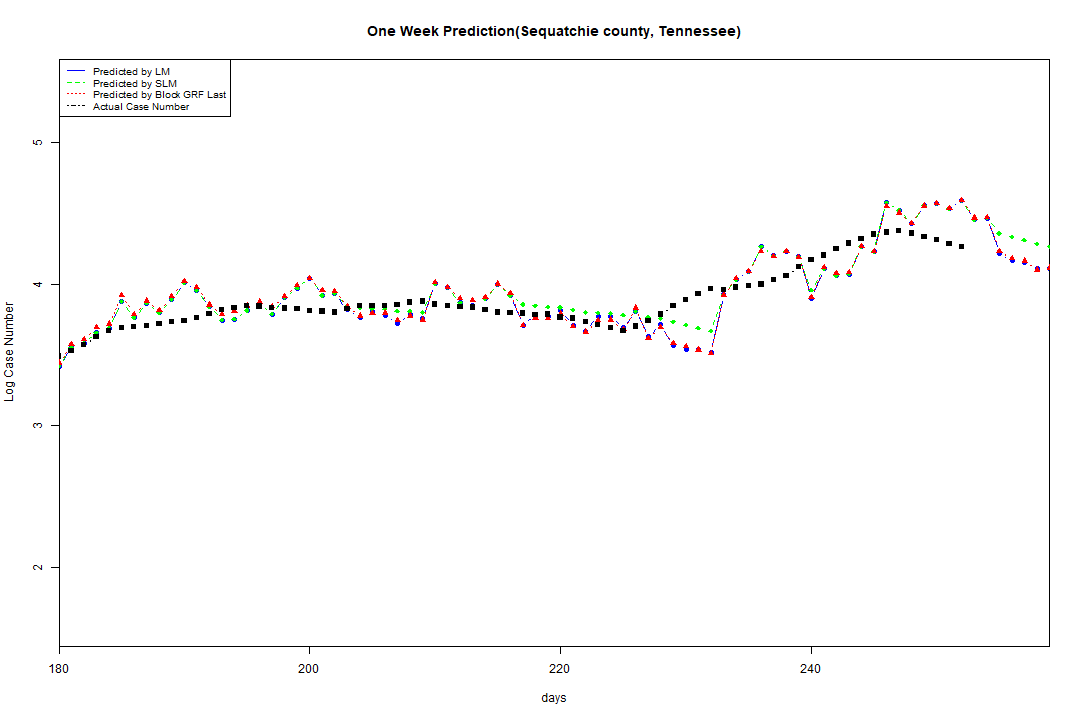 One Week Prediction(Sequatchie county, Tennessee)
Predicted by LM
Predicted by SLM
Predicted by Block GRF Last
Actual Case Number
5
4
3
2
Log Case Number
180 200 220 240
days